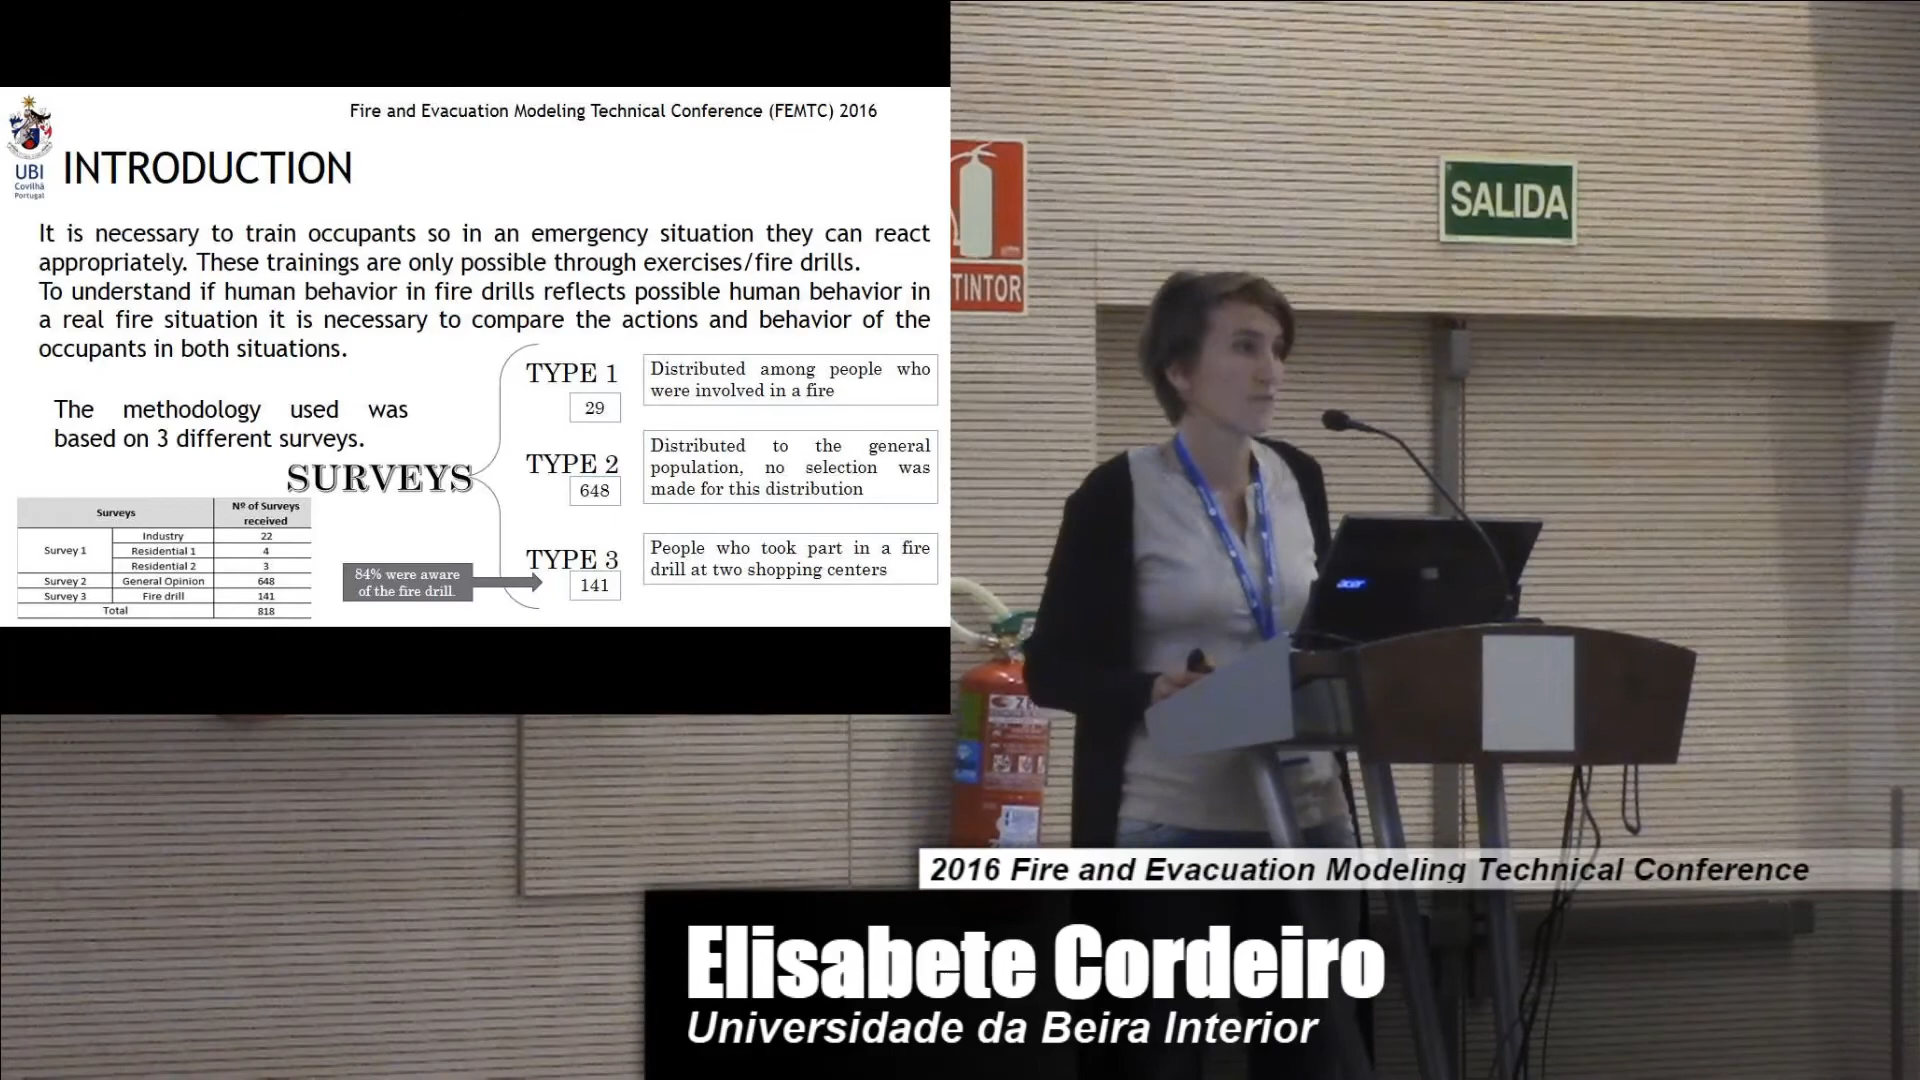 Fire and Evacuation Modeling Technical Conference (FEMTC) 2016
UBI
Covilhã
Portugal
INTRODUCTION
It is necessary to train occupants so in an emergency situation they can react
appropriately. These trainings are only possible through exercises/fire drills.
To understand if human behavior in fire drills reflects possible human behavior in
a real fire situation it is necessary to compare the actions and behavior of the
occupants in both situations.
The methodology used was
based on 3 different surveys.
SURVEYS
TYPE 1
29
Distributed among people who
were involved in a fire
TYPE 2
648
Distributed to the general
population, no selection was
made for this distribution
TYPE 3
141
People who took part in a fire
drill at two shopping centers
84% were aware
of the fire drill.
Surveys Nº of Surveys
received
Survey 1 Industry 22
Residential 1 4
Residential 2 3
Survey 2 General Opinion 648
Survey 3 Fire drill 141
Total 818
TINTOR
SALIDA
acer
2016 Fire and Evacuation Modeling Technical Conference
Elisabete Cordeiro
Universidade da Beira Interior